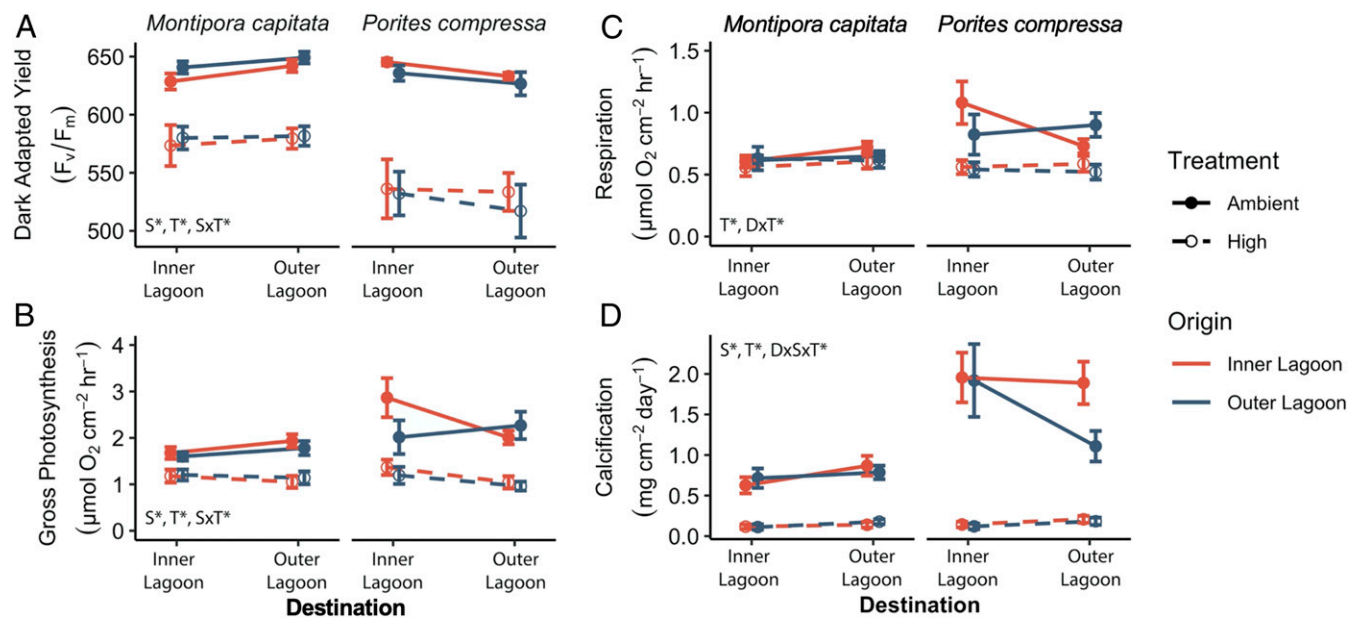 A
Montipora capitata
Porites compressa
Dark Adapted Yield
(Fv/Fm)
650
600
550
500
S*, T*, SxT*
Inner Lagoon
Outer Lagoon
Inner Lagoon
Outer Lagoon
B
Gross Photosynthesis
(µmol O2 cm−2 hr−1)
4
3
2
1
0
S*, T*, SxT*
Inner Lagoon
Outer Lagoon
Inner Lagoon
Outer Lagoon
Destination
C
Montipora capitata
Porites compressa
Respiration
(µmol O2 cm−2 hr−1)
1.5
1.0
0.5
0.0
T*, DxT*
Inner Lagoon
Outer Lagoon
Inner Lagoon
Outer Lagoon
D
Calcification
(mg cm−2 day−1)
2.0
1.5
1.0
0.5
0.0
S*, T*, DxSxT*
Inner Lagoon
Outer Lagoon
Inner Lagoon
Outer Lagoon
Destination
Treatment
Ambient
High
Origin
Inner Lagoon
Outer Lagoon